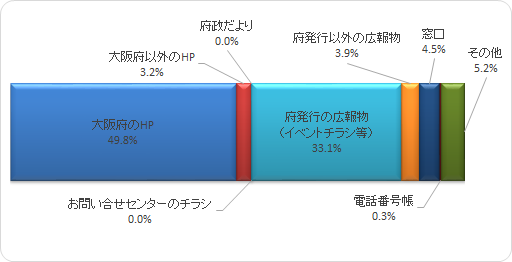 府政だより
0.0%
大阪府以外のHP
3.2%
府発行以外の広報物
3.9%
窓口
4.5%
その他
5.2%
大阪府のHP
49.8%
府発行の広報物
(イベントチラシ等)
33.1%
お問い合せセンターのチラシ
0.0%
電話番号帳
0.3%